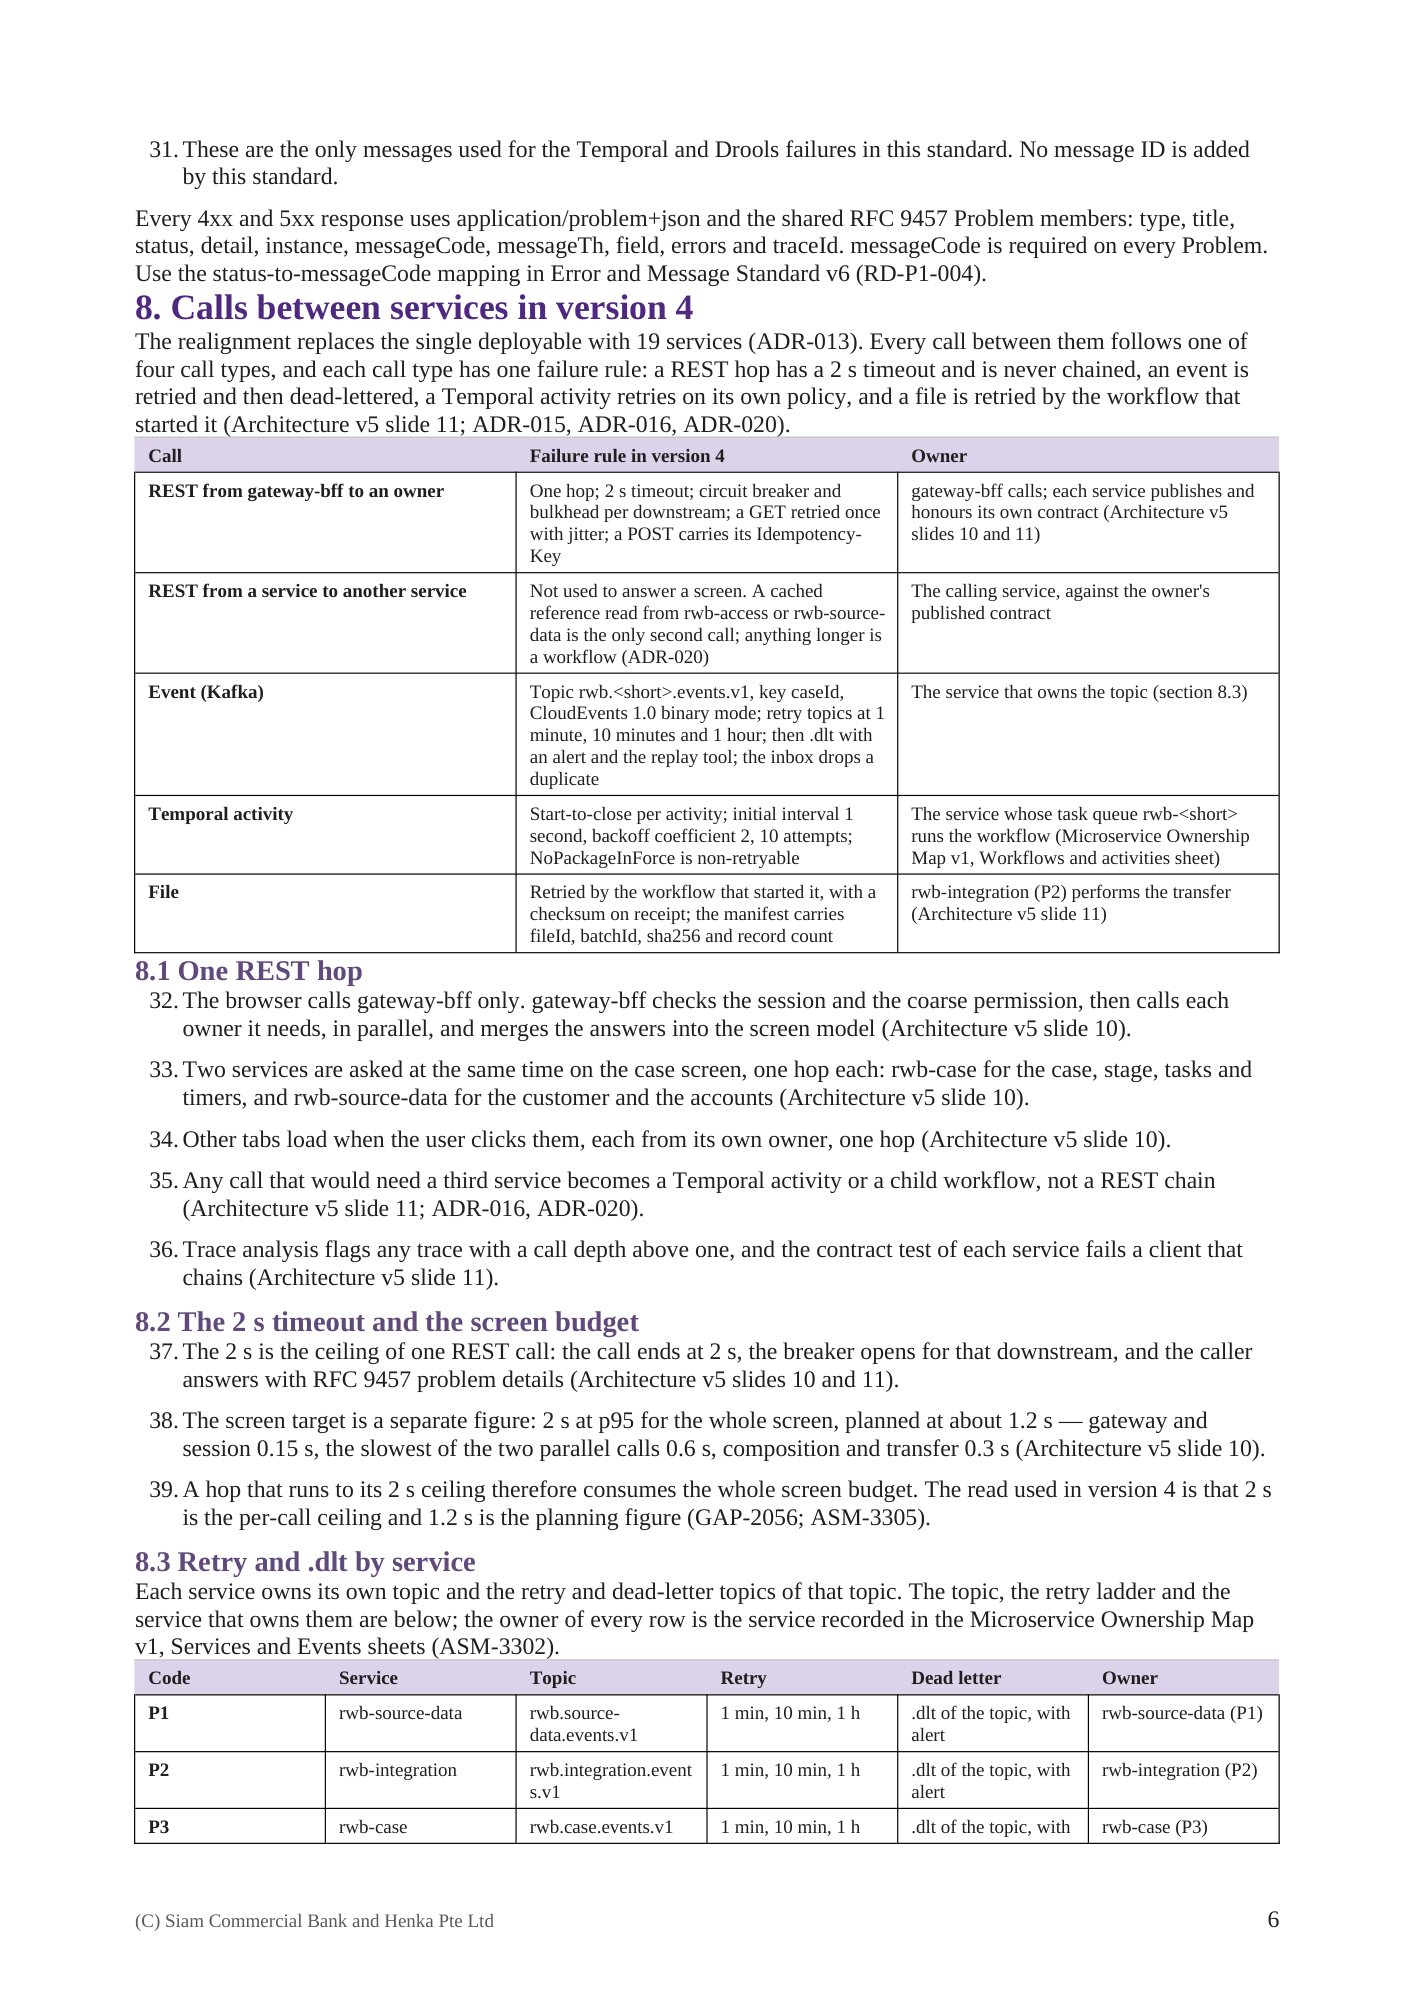 31. These are the only messages used for the Temporal and Drools failures in this standard. No message ID is added
by this standard.
Every 4xx and 5xx response uses application/problem+json and the shared RFC 9457 Problem members: type, title,
status, detail, instance, messageCode, messageTh, field, errors and traceId. messageCode is required on every Problem.
Use the status-to-messageCode mapping in Error and Message Standard v6 (RD-P1-004).
8. Calls between services in version 4
The realignment replaces the single deployable with 19 services (ADR-013). Every call between them follows one of
four call types, and each call type has one failure rule: a REST hop has a 2 s timeout and is never chained, an event is
retried and then dead-lettered, a Temporal activity retries on its own policy, and a file is retried by the workflow that
started it (Architecture v5 slide 11; ADR-015, ADR-016, ADR-020).
Call Failure rule in version 4 Owner
REST from gateway-bff to an owner
One hop; 2 s timeout; circuit breaker and
bulkhead per downstream; a GET retried once
with jitter; a POST carries its Idempotency-
Key
gateway-bff calls; each service publishes and
honours its own contract (Architecture v5
slides 10 and 11)
REST from a service to another service
Not used to answer a screen. A cached
reference read from rwb-access or rwb-source-
data is the only second call; anything longer is
a workflow (ADR-020)
The calling service, against the owner's
published contract
Event (Kafka)
Topic rwb.<short>.events.v1, key caseId,
CloudEvents 1.0 binary mode; retry topics at 1
minute, 10 minutes and 1 hour; then .dlt with
an alert and the replay tool; the inbox drops a
duplicate
The service that owns the topic (section 8.3)
Temporal activity
Start-to-close per activity; initial interval 1
second, backoff coefficient 2, 10 attempts;
NoPackageInForce is non-retryable
The service whose task queue rwb-<short>
runs the workflow (Microservice Ownership
Map v1, Workflows and activities sheet)
File
Retried by the workflow that started it, with a
checksum on receipt; the manifest carries
fileId, batchId, sha256 and record count
rwb-integration (P2) performs the transfer
(Architecture v5 slide 11)
8.1 One REST hop
32. The browser calls gateway-bff only. gateway-bff checks the session and the coarse permission, then calls each
owner it needs, in parallel, and merges the answers into the screen model (Architecture v5 slide 10).
33. Two services are asked at the same time on the case screen, one hop each: rwb-case for the case, stage, tasks and
timers, and rwb-source-data for the customer and the accounts (Architecture v5 slide 10).
34. Other tabs load when the user clicks them, each from its own owner, one hop (Architecture v5 slide 10).
35. Any call that would need a third service becomes a Temporal activity or a child workflow, not a REST chain
(Architecture v5 slide 11; ADR-016, ADR-020).
36. Trace analysis flags any trace with a call depth above one, and the contract test of each service fails a client that
chains (Architecture v5 slide 11).
8.2 The 2 s timeout and the screen budget
37. The 2 s is the ceiling of one REST call: the call ends at 2 s, the breaker opens for that downstream, and the caller
answers with RFC 9457 problem details (Architecture v5 slides 10 and 11).
38. The screen target is a separate figure: 2 s at p95 for the whole screen, planned at about 1.2 s — gateway and
session 0.15 s, the slowest of the two parallel calls 0.6 s, composition and transfer 0.3 s (Architecture v5 slide 10).
39. A hop that runs to its 2 s ceiling therefore consumes the whole screen budget. The read used in version 4 is that 2 s
is the per-call ceiling and 1.2 s is the planning figure (GAP-2056; ASM-3305).
8.3 Retry and .dlt by service
Each service owns its own topic and the retry and dead-letter topics of that topic. The topic, the retry ladder and the
service that owns them are below; the owner of every row is the service recorded in the Microservice Ownership Map
v1, Services and Events sheets (ASM-3302).
Code Service Topic Retry Dead letter Owner
P1
rwb-source-data
rwb.source-
data.events.v1
1 min, 10 min, 1 h
.dlt of the topic, with
alert
rwb-source-data (P1)
P2
rwb-integration
rwb.integration.event
s.v1
1 min, 10 min, 1 h
.dlt of the topic, with
alert
rwb-integration (P2)
P3
rwb-case
rwb.case.events.v1
1 min, 10 min, 1 h
.dlt of the topic, with
rwb-case (P3)
(C) Siam Commercial Bank and Henka Pte Ltd
6